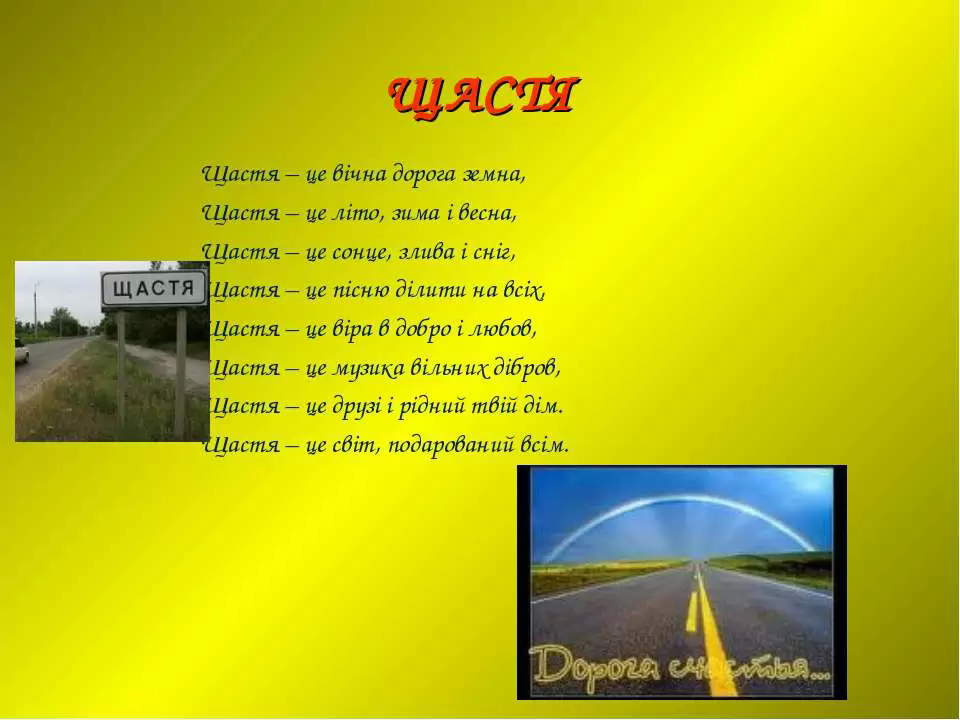 ЩАСТЯ
Щастя – це вічна дорога земна,
Щастя – це літо, зима і весна,
Щастя – це сонце, злива і сніг,
Щастя – це пісню ділити на всіх,
Щастя – це віра в добро і любов,
Щастя – це музика вільних дібров,
Щастя – це друзі і рідний твій дім.
Щастя – це світ, подарований всім.
ЩАСТЯ
Дорога счастья...